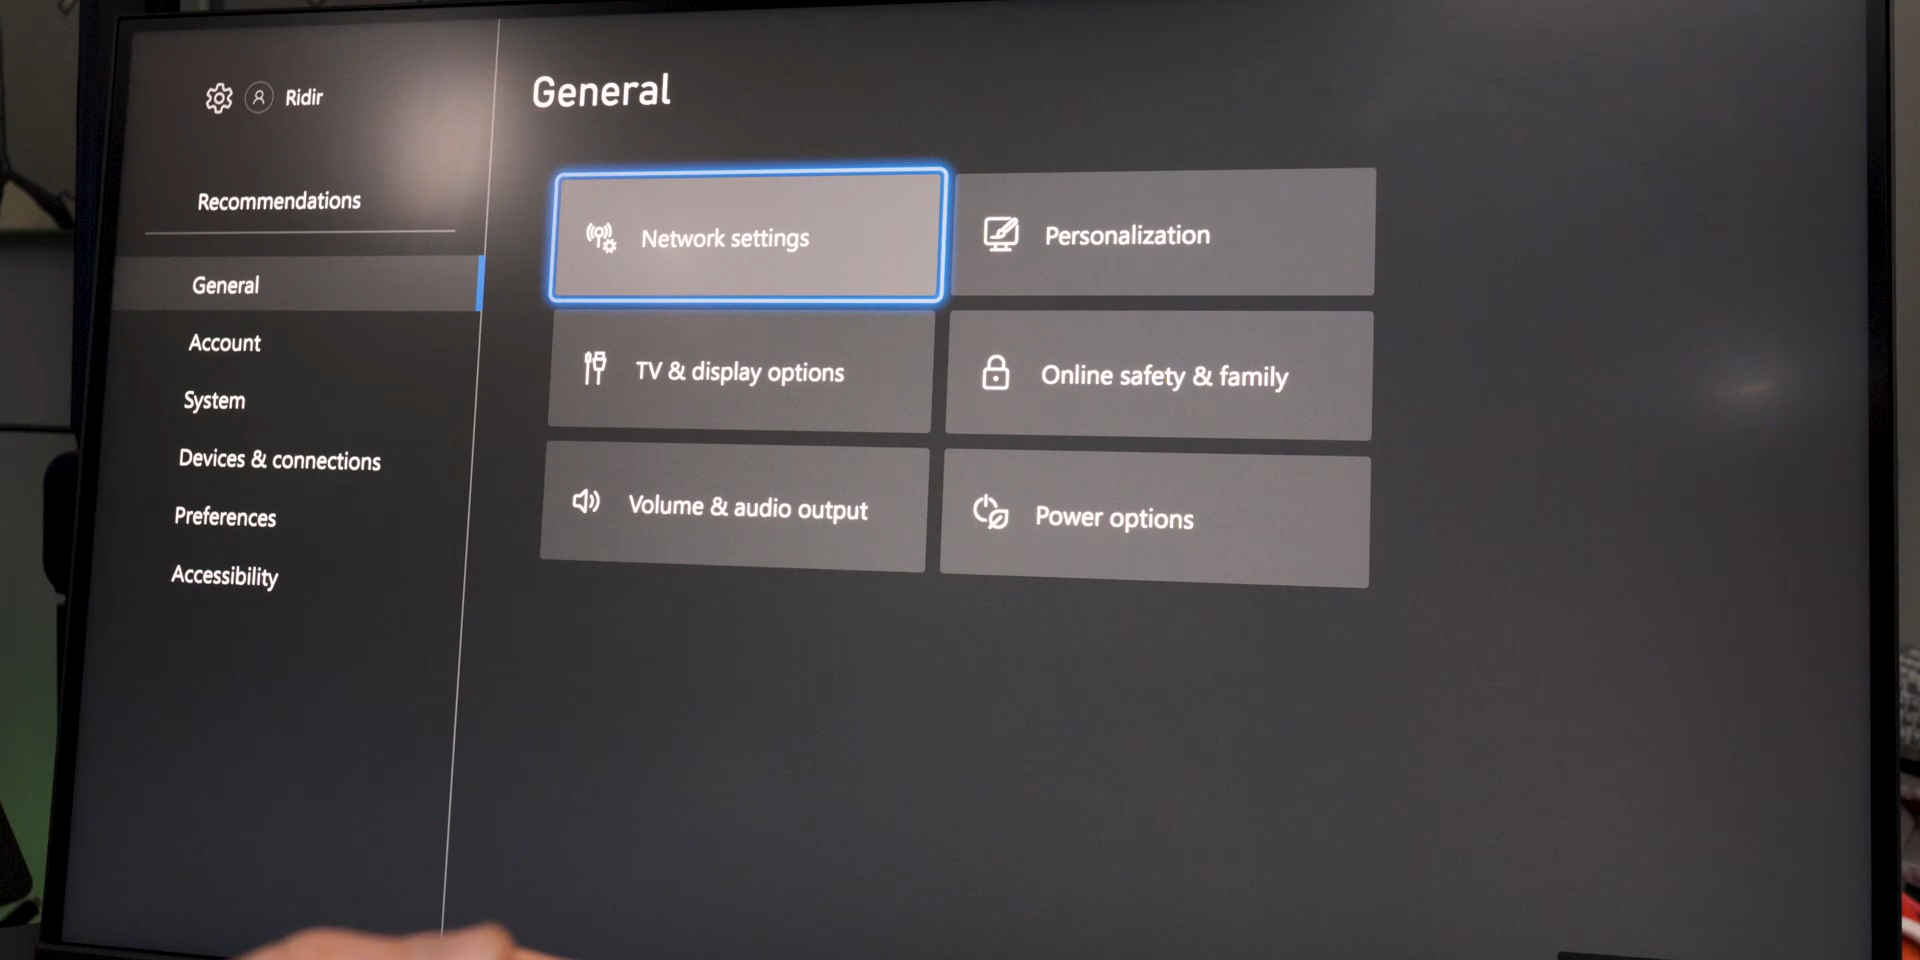 Ridir
Recommendations
General
Account
System
Devices & connections
Preferences
Accessibility
General
Network settings
Personalization
TV & display options
Online safety & family
Volume & audio output
Power options